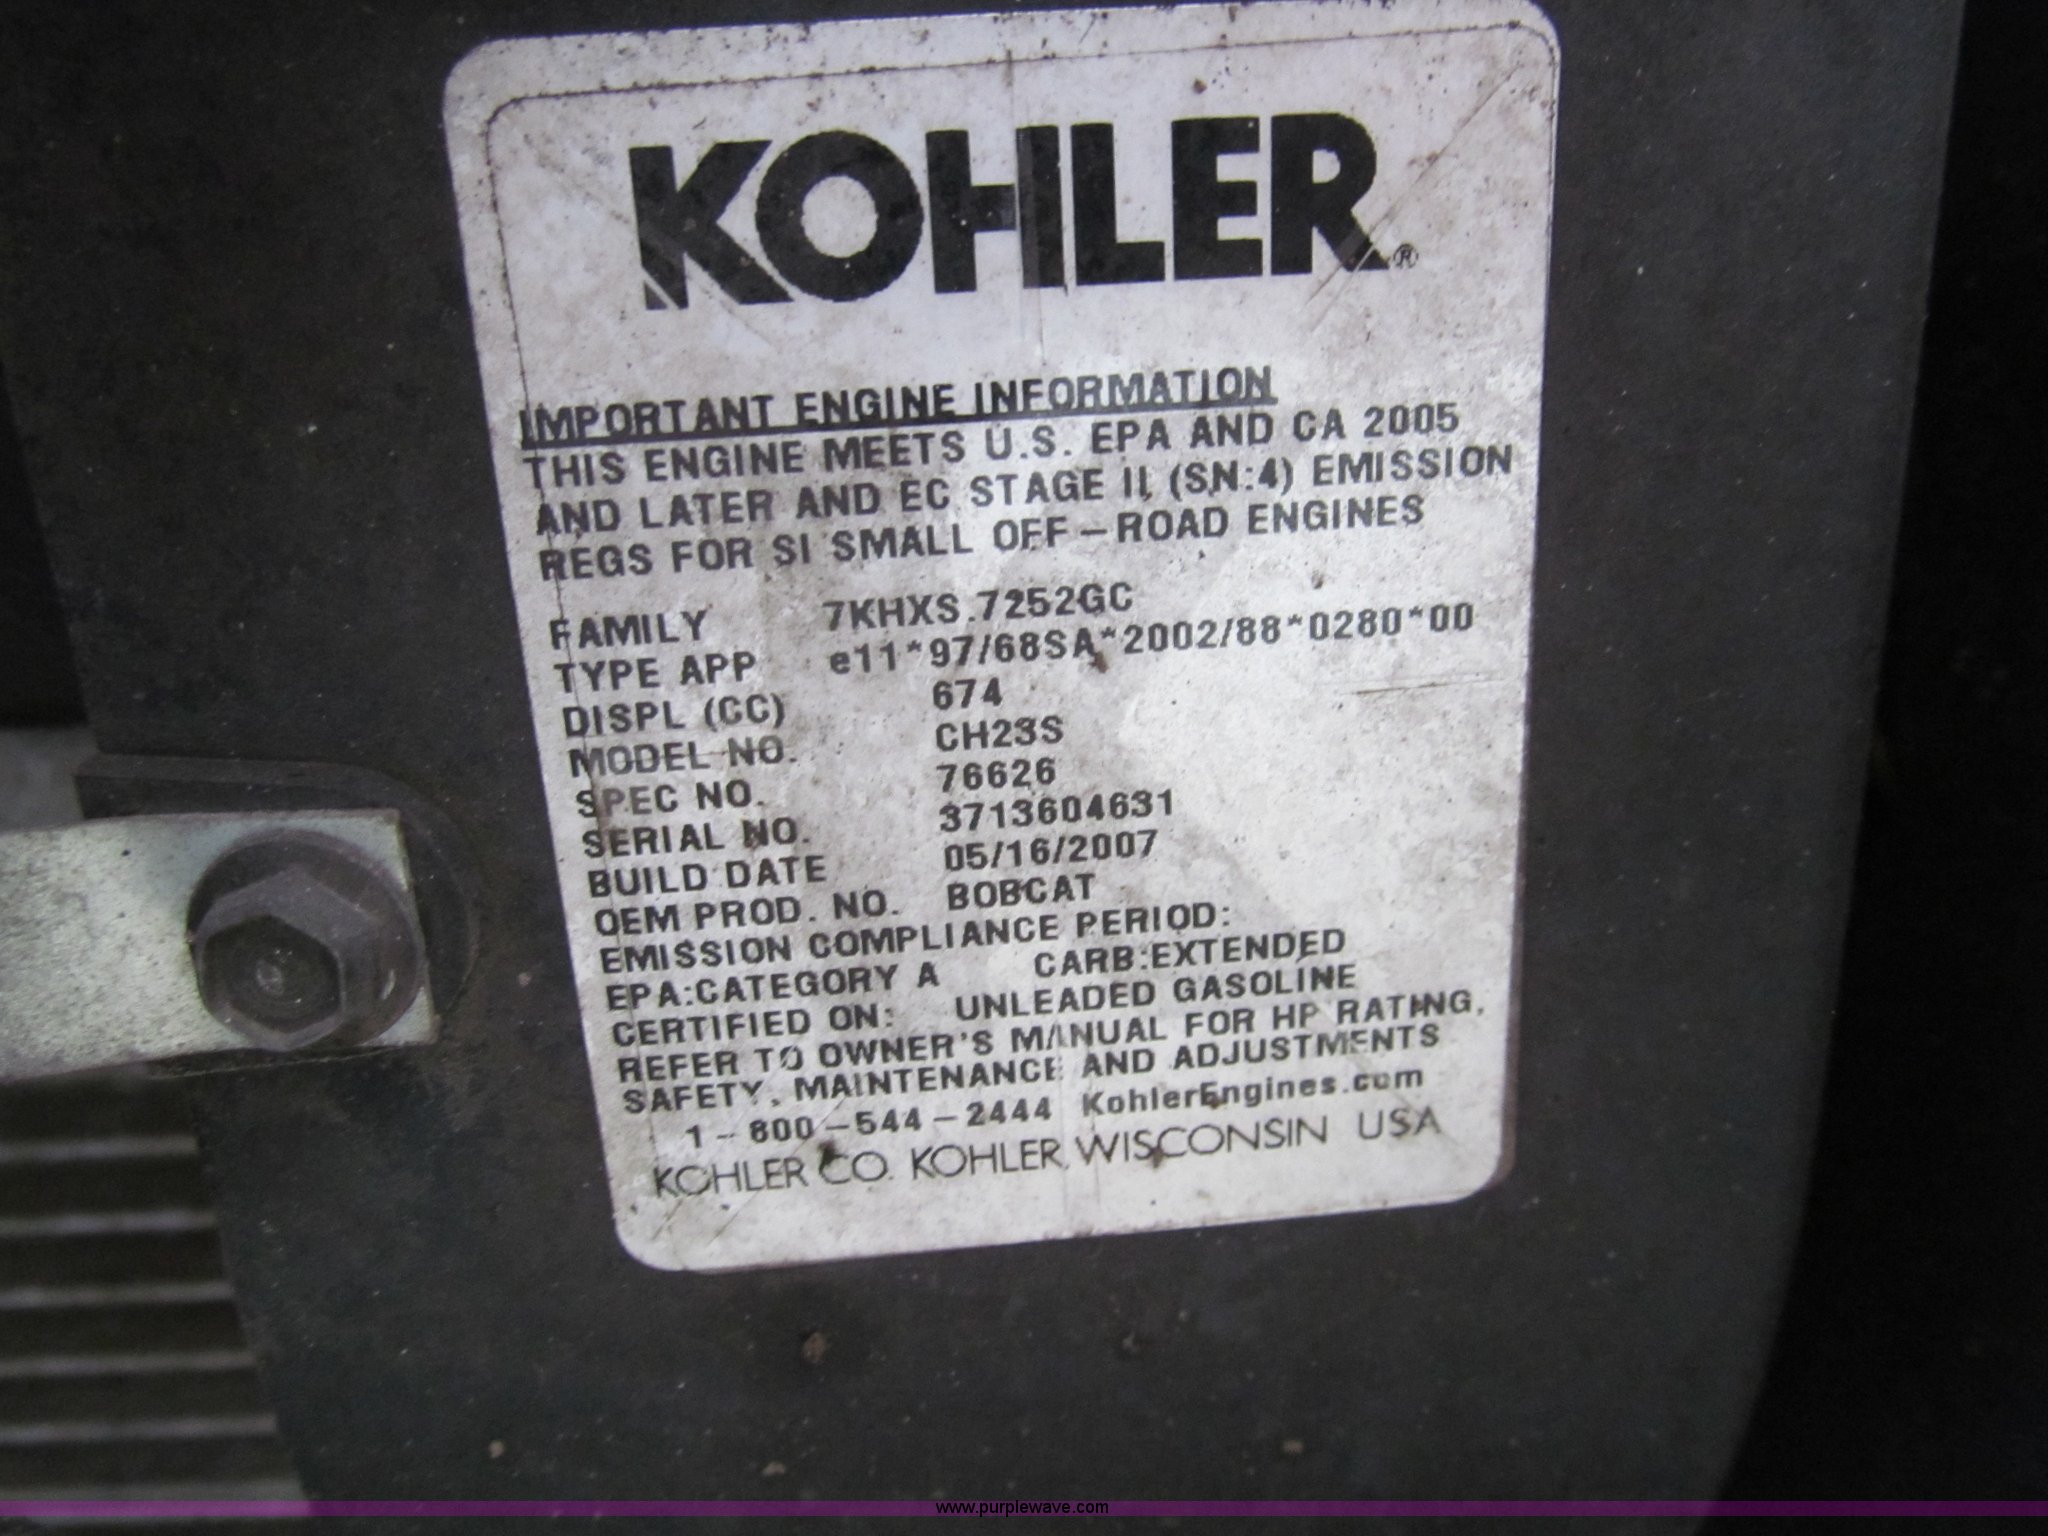 KOHLER®
IMPORTANT ENGINE INFORMATION
THIS ENGINE MEETS U.S. EPA AND CA 2005
AND LATER AND EC STAGE II (SN:4) EMISSION
REGS FOR SI SMALL OFF-ROAD ENGINES
FAMILY 7KHXS.7252GC
TYPE APP e11*97/68SA*2002/88*0280*00
DISPL (CC) 674
MODEL NO. CH23S
SPEC NO. 76626
SERIAL NO. 3713604631
BUILD DATE 05/16/2007
OEM PROD. NO. BOBCAT
EMISSION COMPLIANCE PERIOD:
EPA:CATEGORY A CARB:EXTENDED
CERTIFIED ON: UNLEADED GASOLINE
REFER TO OWNER'S MANUAL FOR HP RATING,
SAFETY, MAINTENANCE AND ADJUSTMENTS
1-800-544-2444 KohlerEngines.com
KOHLER CO. KOHLER, WISCONSIN USA
www.purplewave.com